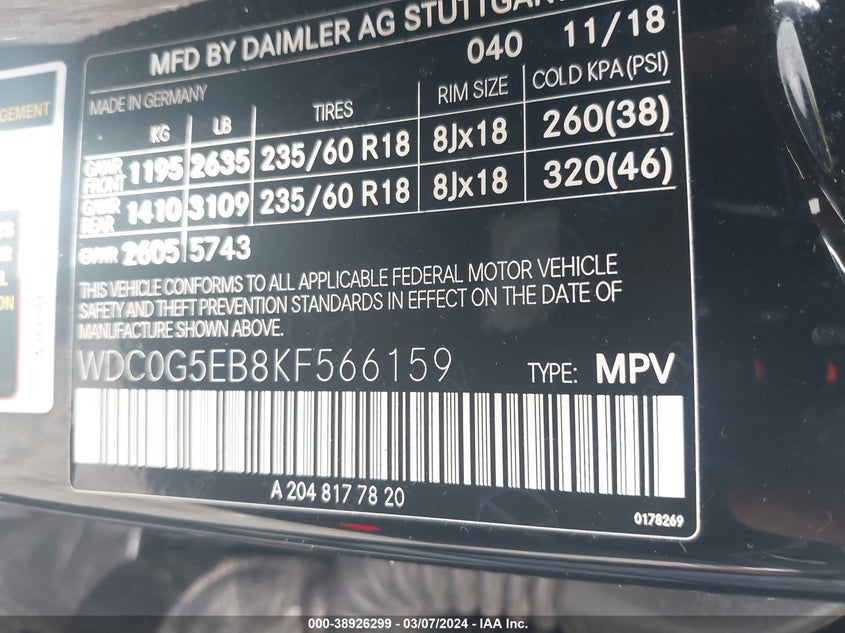 MFD BY DAIMLER AG STUTTGAR
040 11/18
MADE IN GERMANY
KG LB TIRES RIM SIZE COLD KPA(PSI)
GAWR FRONT 1195 2635 235/60 R18 8Jx18 260(38)
GAWR REAR 1410 3109 235/60 R18 8Jx18 320(46)
GVWR 2605 5743
THIS VEHICLE CONFORMS TO ALL APPLICABLE FEDERAL MOTOR VEHICLE
SAFETY AND THEFT PREVENTION STANDARDS IN EFFECT ON THE DATE OF
MANUFACTURE SHOWN ABOVE.
WDC0G5EB8KF566159 TYPE: MPV
A 204 817 78 20
0178269
000-38926299 - 03/07/2024 - IAA Inc.